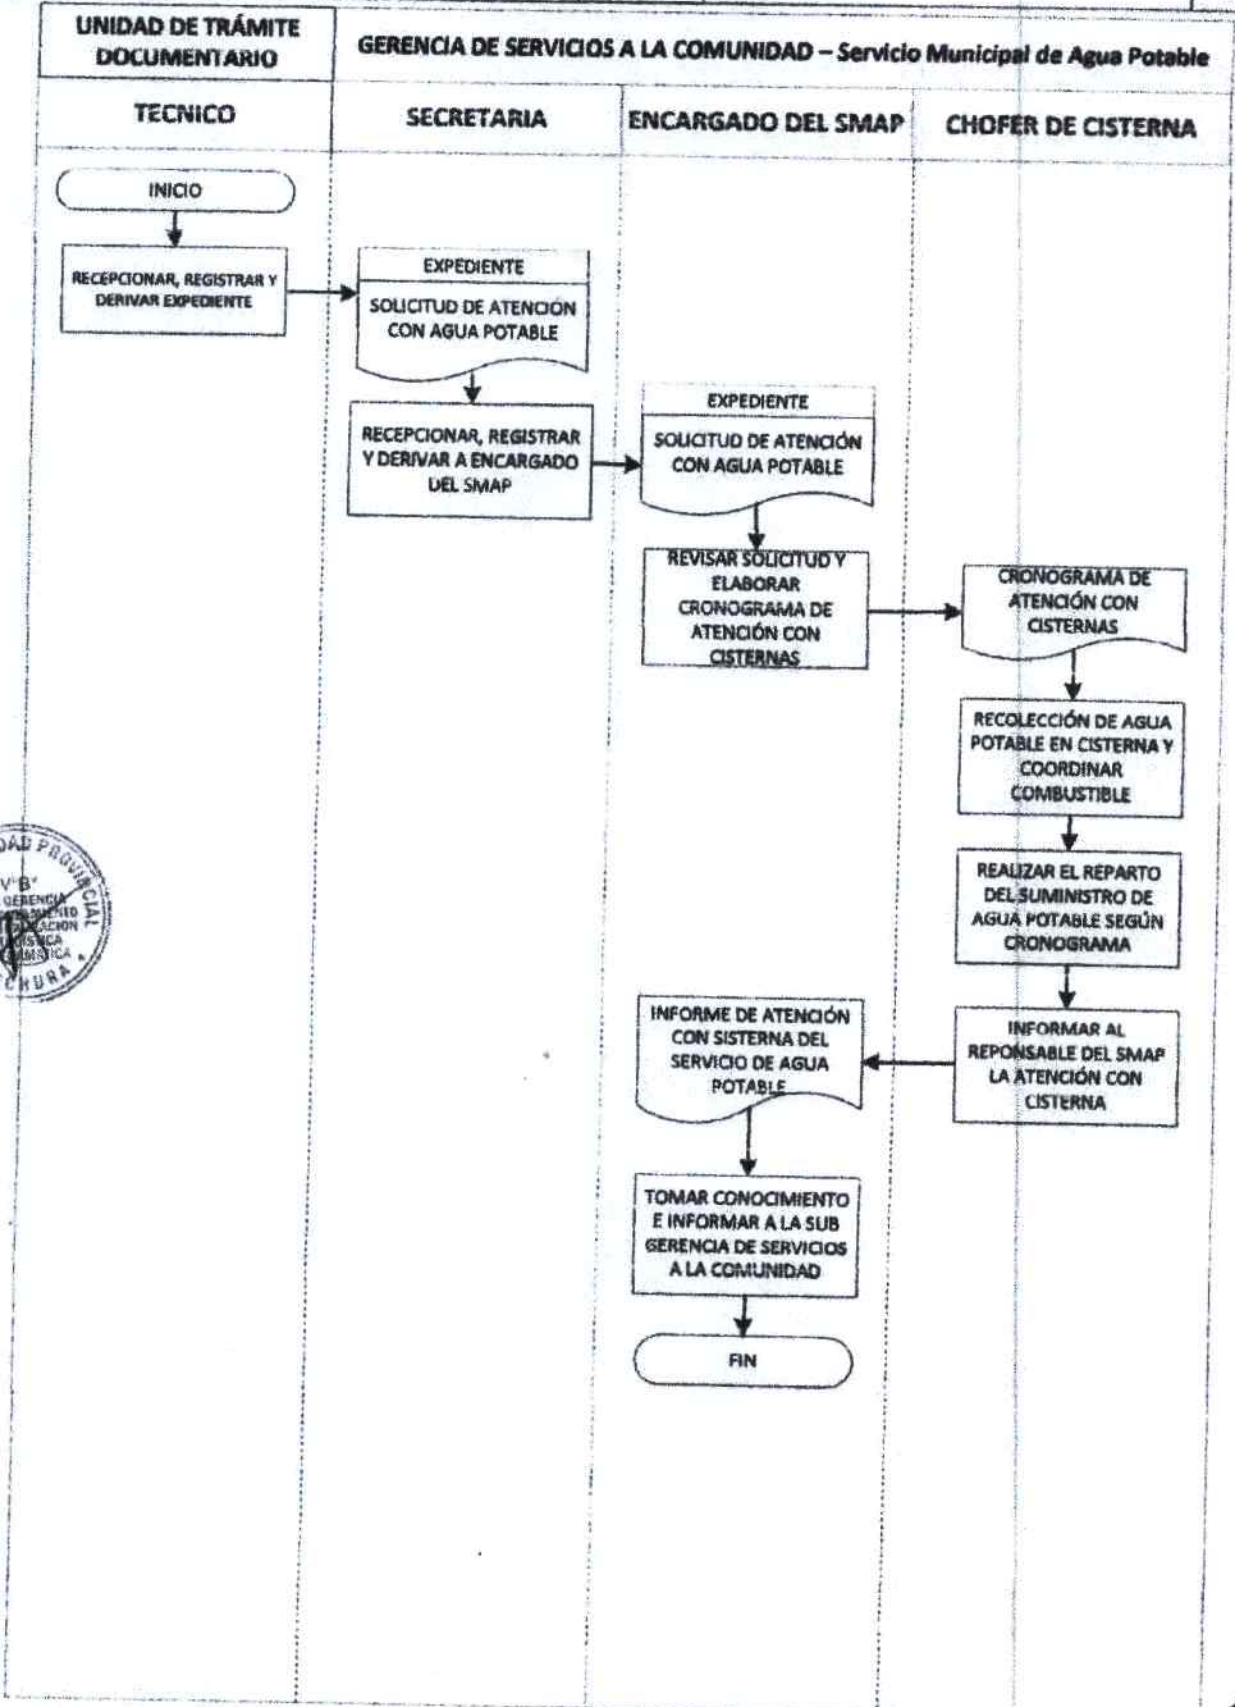 UNIDAD DE TRÁMITE
DOCUMENTARIO
GERENCIA DE SERVICIOS A LA COMUNIDAD – Servicio Municipal de Agua Potable
TECNICO
SECRETARIA
ENCARGADO DEL SMAP
CHOFER DE CISTERNA
INICIO
RECEPCIONAR, REGISTRAR Y
DERIVAR EXPEDIENTE
EXPEDIENTE
SOLICITUD DE ATENCIÓN
CON AGUA POTABLE
RECEPCIONAR, REGISTRAR
Y DERIVAR A ENCARGADO
DEL SMAP
EXPEDIENTE
SOLICITUD DE ATENCIÓN
CON AGUA POTABLE
REVISAR SOLICITUD Y
ELABORAR
CRONOGRAMA DE
ATENCIÓN CON
CISTERNAS
CRONOGRAMA DE
ATENCIÓN CON
CISTERNAS
RECOLECCIÓN DE AGUA
POTABLE EN CISTERNA Y
COORDINAR
COMBUSTIBLE
REALIZAR EL REPARTO
DEL SUMINISTRO DE
AGUA POTABLE SEGÚN
CRONOGRAMA
INFORMAR AL
REPONSABLE DEL SMAP
LA ATENCIÓN CON
CISTERNA
INFORME DE ATENCIÓN
CON SISTERNA DEL
SERVICIO DE AGUA
POTABLE
TOMAR CONOCIMIENTO
E INFORMAR A LA SUB
GERENCIA DE SERVICIOS
A LA COMUNIDAD
FIN
DAD PROVINCIAL
V°B°
GERENCIA